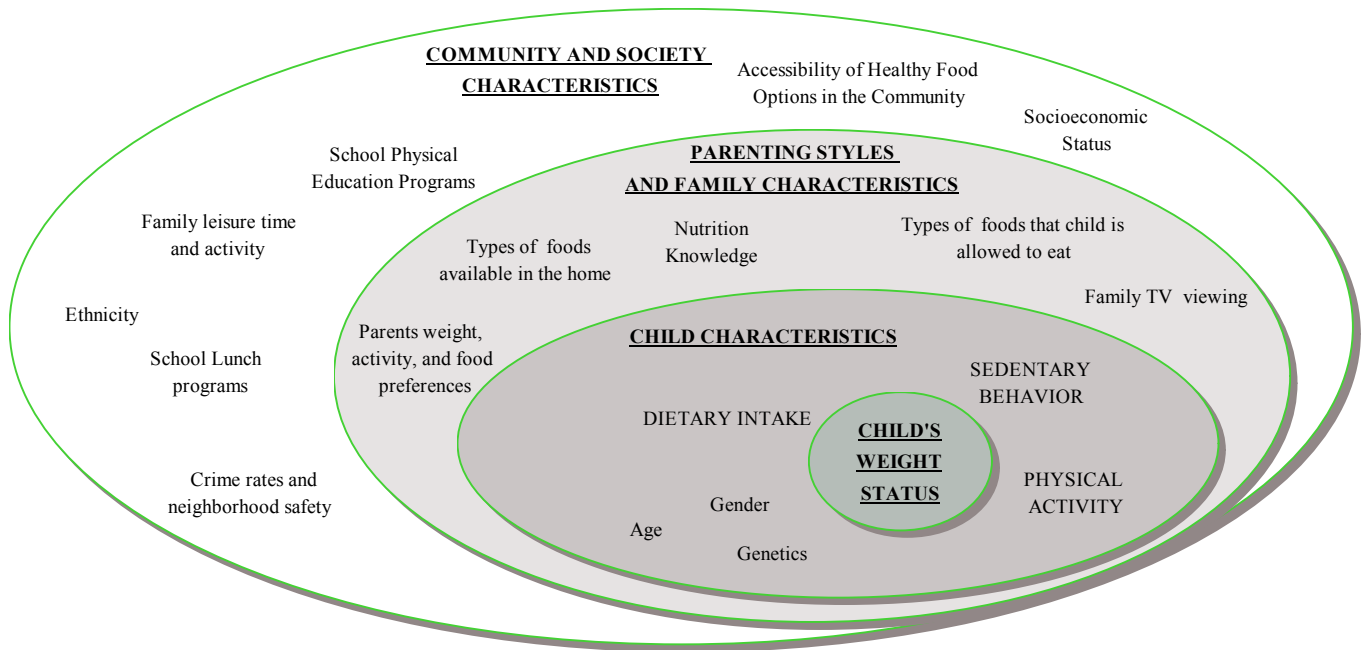 COMMUNITY AND SOCIETY
CHARACTERISTICS
Accessibility of Healthy Food
Options in the Community
Socioeconomic
Status
School Physical
Education Programs
Family leisure time
and activity
Ethnicity
School Lunch
programs
Crime rates and
neighborhood safety
PARENTING STYLES
AND FAMILY CHARACTERISTICS
Types of foods
available in the home
Nutrition
Knowledge
Types of foods that child is
allowed to eat
Family TV viewing
Parents weight,
activity, and food
preferences
CHILD CHARACTERISTICS
SEDENTARY
BEHAVIOR
DIETARY INTAKE
PHYSICAL
ACTIVITY
Gender
Age
Genetics
CHILD'S
WEIGHT
STATUS